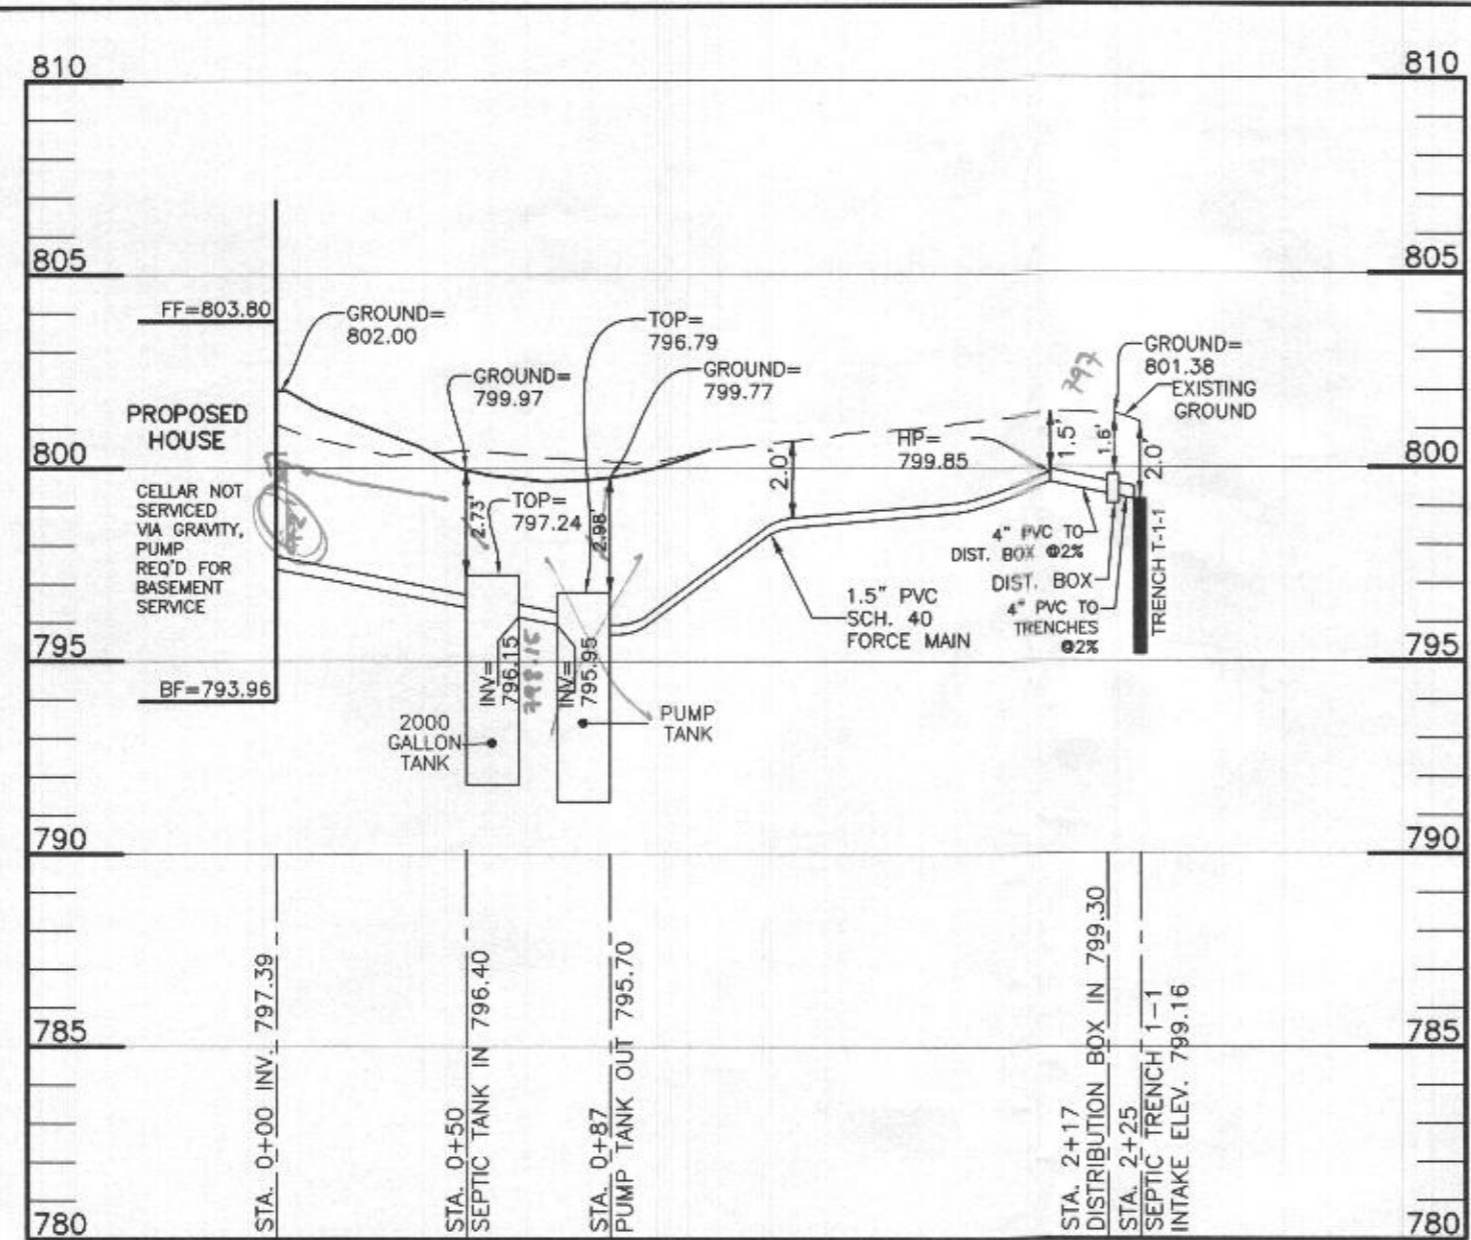 810
810
805
805
FF=803.80
GROUND=
802.00
TOP=
796.79
GROUND=
799.97
GROUND=
799.77
GROUND=
801.38
EXISTING
GROUND
797
PROPOSED
HOUSE
HP=
799.85
1.5'
1.6'
2.0'
2.0'
800
800
CELLAR NOT
SERVICED
VIA GRAVITY,
PUMP
REQ'D FOR
BASEMENT
SERVICE
2.73'
TOP=
797.24
2.98'
4" PVC TO
DIST. BOX @2%
DIST. BOX
4" PVC TO
TRENCHES
@2%
TRENCH T-1-1
1.5" PVC
SCH. 40
FORCE MAIN
795
795
INV=
796.15
798.15
INV=
795.95
BF=793.96
2000
GALLON
TANK
PUMP
TANK
790
790
785
785
STA. 0+00 INV. 797.39
STA. 0+50
SEPTIC TANK IN 796.40
STA. 0+87
PUMP TANK OUT 795.70
STA. 2+17
DISTRIBUTION BOX IN 799.30
STA. 2+25
SEPTIC TRENCH 1-1
INTAKE ELEV. 799.16
780
780